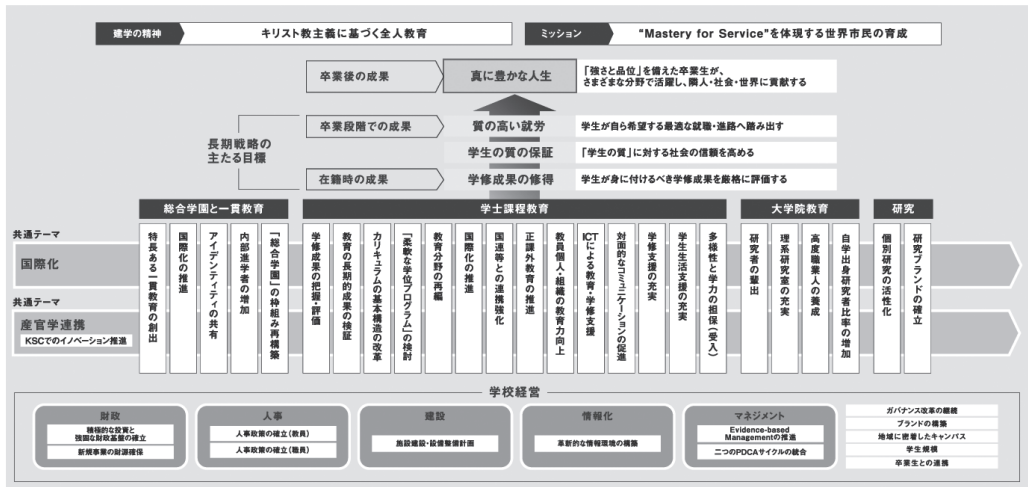 建学の精神
キリスト教主義に基づく全人教育
ミッション
"Mastery for Service"を体現する世界市民の育成
卒業後の成果
真に豊かな人生
「強さと品位」を備えた卒業生が、
さまざまな分野で活躍し、隣人・社会・世界に貢献する
長期戦略の
主たる目標
卒業段階での成果
質の高い就労
学生が自ら希望する最適な就職・進路へ踏み出す
学生の質の保証
「学生の質」に対する社会の信頼を高める
在籍時の成果
学修成果の修得
学生が身に付けるべき学修成果を厳格に評価する
共通テーマ
国際化
共通テーマ
産官学連携
KSCでのイノベーション推進
総合学園と一貫教育
特長ある一貫教育の創出
国際化の推進
アイデンティティの共有
内部進学者の増加
「総合学園」の枠組み再構築
学士課程教育
学修成果の把握・評価
教育の長期的成果の検証
カリキュラムの基本構造の改革
「柔軟な学位プログラム」の検討
教育分野の再編
国際化の推進
国連等との連携強化
正課外教育の推進
教員個人・組織の教育力向上
ICTによる教育・学修支援
対面的なコミュニケーションの促進
学修支援の充実
学生生活支援の充実
多様性と学力の担保(受入)
大学院教育
研究者の輩出
理系研究室の充実
高度職業人の養成
自学出身研究者比率の増加
研究
個別研究の活性化
研究ブランドの確立
学校経営
財政
積極的な投資と
強固な財政基盤の確立
新規事業の財源確保
人事
人事政策の確立(教員)
人事政策の確立(職員)
建設
施設建設・設備整備計画
情報化
革新的な情報環境の構築
マネジメント
Evidence-based
Managementの推進
二つのPDCAサイクルの統合
ガバナンス改革の継続
ブランドの構築
地域に密着したキャンパス
学生規模
卒業生との連携